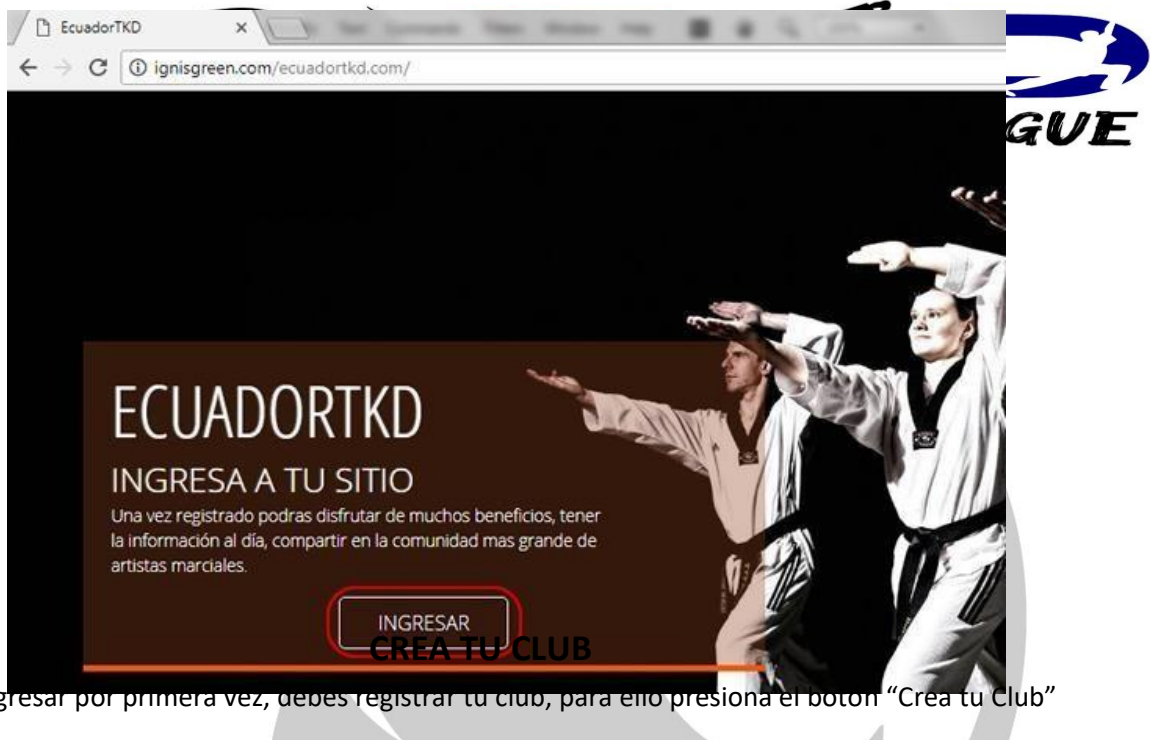 EcuadorTKD
ignisgreen.com/ecuadortkd.com/
GUE
ECUADORTKD
INGRESA A TU SITIO
Una vez registrado podras disfrutar de muchos beneficios, tener
la información al día, compartir en la comunidad mas grande de
artistas marciales.
INGRESAR
CREA TU CLUB
gresar por primera vez, debes registrar tu club, para ello presiona el botón “Crea tu Club”